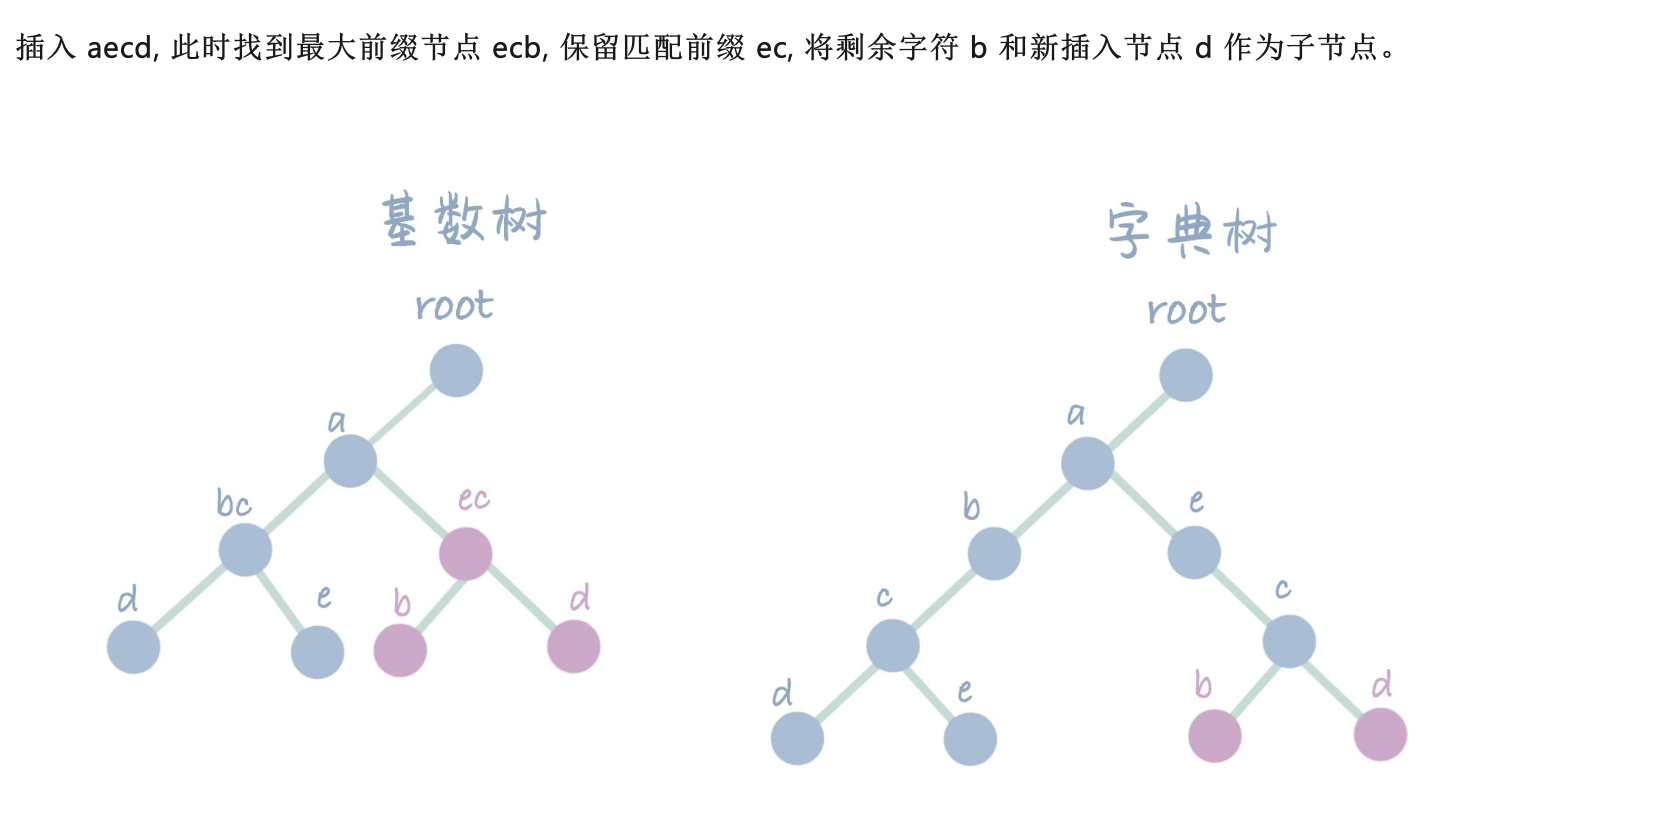 插入 aecd, 此时找到最大前缀节点 ecb, 保留匹配前缀 ec, 将剩余字符 b 和新插入节点 d 作为子节点。
基数树
root
a
bc
ec
d
e
b
d
字典树
root
a
b
e
c
c
d
e
b
d